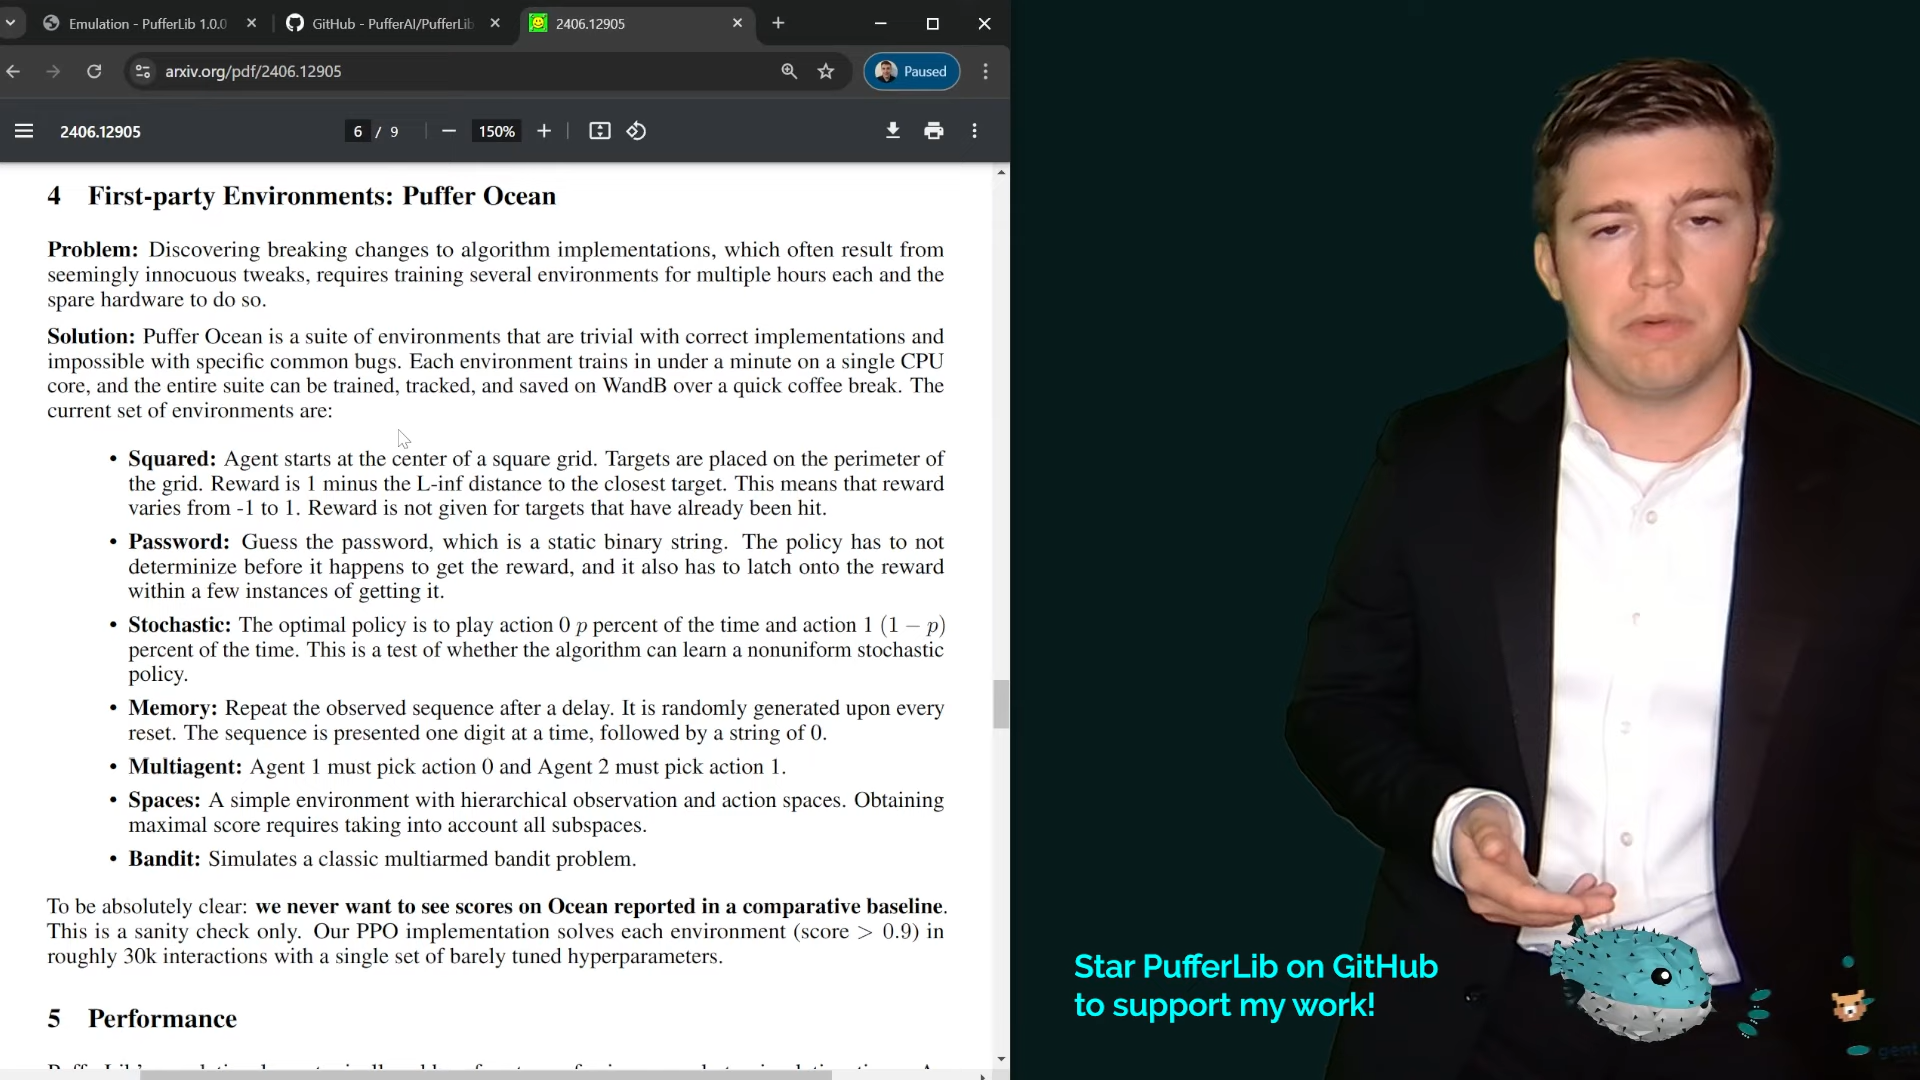 Emulation - PufferLib 1.0.0
GitHub - PufferAI/PufferLib
2406.12905
arxiv.org/pdf/2406.12905
Paused
2406.12905
6 / 9
150%
4 First-party Environments: Puffer Ocean
Problem: Discovering breaking changes to algorithm implementations, which often result from
seemingly innocuous tweaks, requires training several environments for multiple hours each and the
spare hardware to do so.
Solution: Puffer Ocean is a suite of environments that are trivial with correct implementations and
impossible with specific common bugs. Each environment trains in under a minute on a single CPU
core, and the entire suite can be trained, tracked, and saved on WandB over a quick coffee break. The
current set of environments are:
• Squared: Agent starts at the center of a square grid. Targets are placed on the perimeter of
the grid. Reward is 1 minus the L-inf distance to the closest target. This means that reward
varies from -1 to 1. Reward is not given for targets that have already been hit.
• Password: Guess the password, which is a static binary string. The policy has to not
determinize before it happens to get the reward, and it also has to latch onto the reward
within a few instances of getting it.
• Stochastic: The optimal policy is to play action 0 p percent of the time and action 1 (1 − p)
percent of the time. This is a test of whether the algorithm can learn a nonuniform stochastic
policy.
• Memory: Repeat the observed sequence after a delay. It is randomly generated upon every
reset. The sequence is presented one digit at a time, followed by a string of 0.
• Multiagent: Agent 1 must pick action 0 and Agent 2 must pick action 1.
• Spaces: A simple environment with hierarchical observation and action spaces. Obtaining
maximal score requires taking into account all subspaces.
• Bandit: Simulates a classic multiarmed bandit problem.
To be absolutely clear: we never want to see scores on Ocean reported in a comparative baseline.
This is a sanity check only. Our PPO implementation solves each environment (score > 0.9) in
roughly 30k interactions with a single set of barely tuned hyperparameters.
5 Performance
Star PufferLib on GitHub
to support my work!